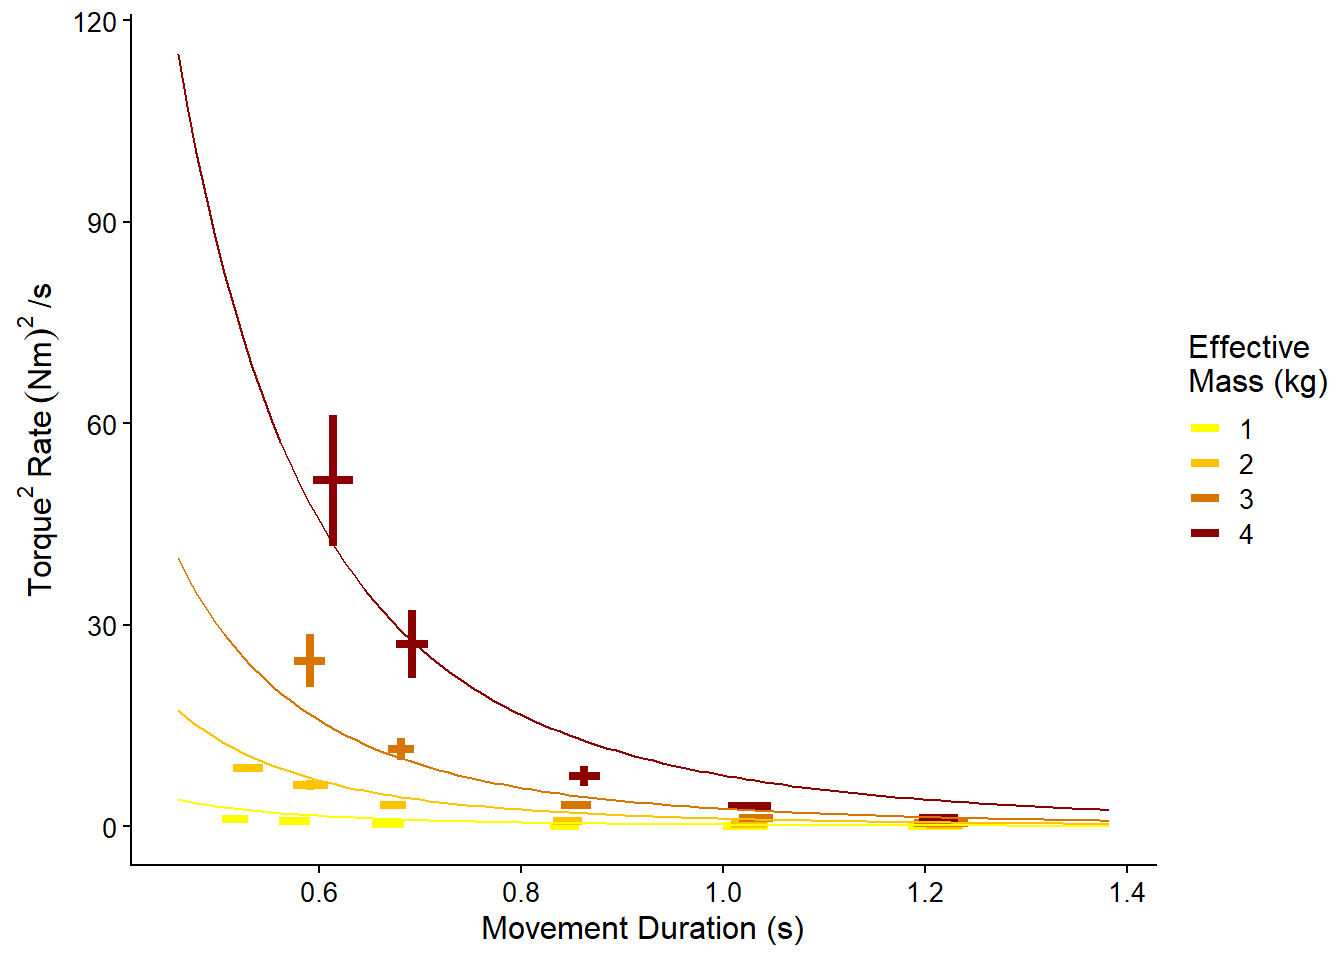 120
90
60
30
0
Torque² Rate (Nm)² /s
0.6 0.8 1.0 1.2 1.4
Movement Duration (s)
Effective
Mass (kg)
1
2
3
4